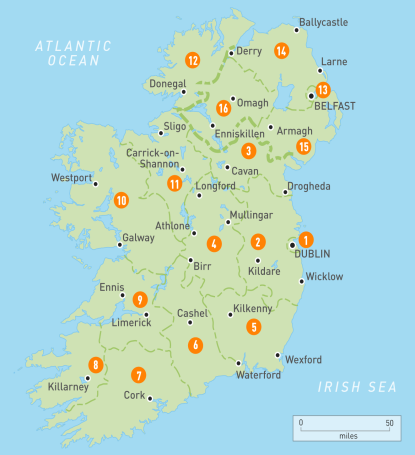 Ballycastle
14
ATLANTIC
OCEAN
Derry
12
Larne
Donegal
13
Omagh
BELFAST
16
Sligo
Enniskillen
Armagh
15
3
Carrick-on-
Shannon
Cavan
Westport
11
Longford
Drogheda
10
Mullingar
Athlone
Galway
4
2
1
DUBLIN
Birr
Kildare
Wicklow
Ennis
9
Limerick
Cashel
Kilkenny
5
6
8
7
Wexford
Waterford
Killarney
Cork
IRISH SEA
0 50
miles